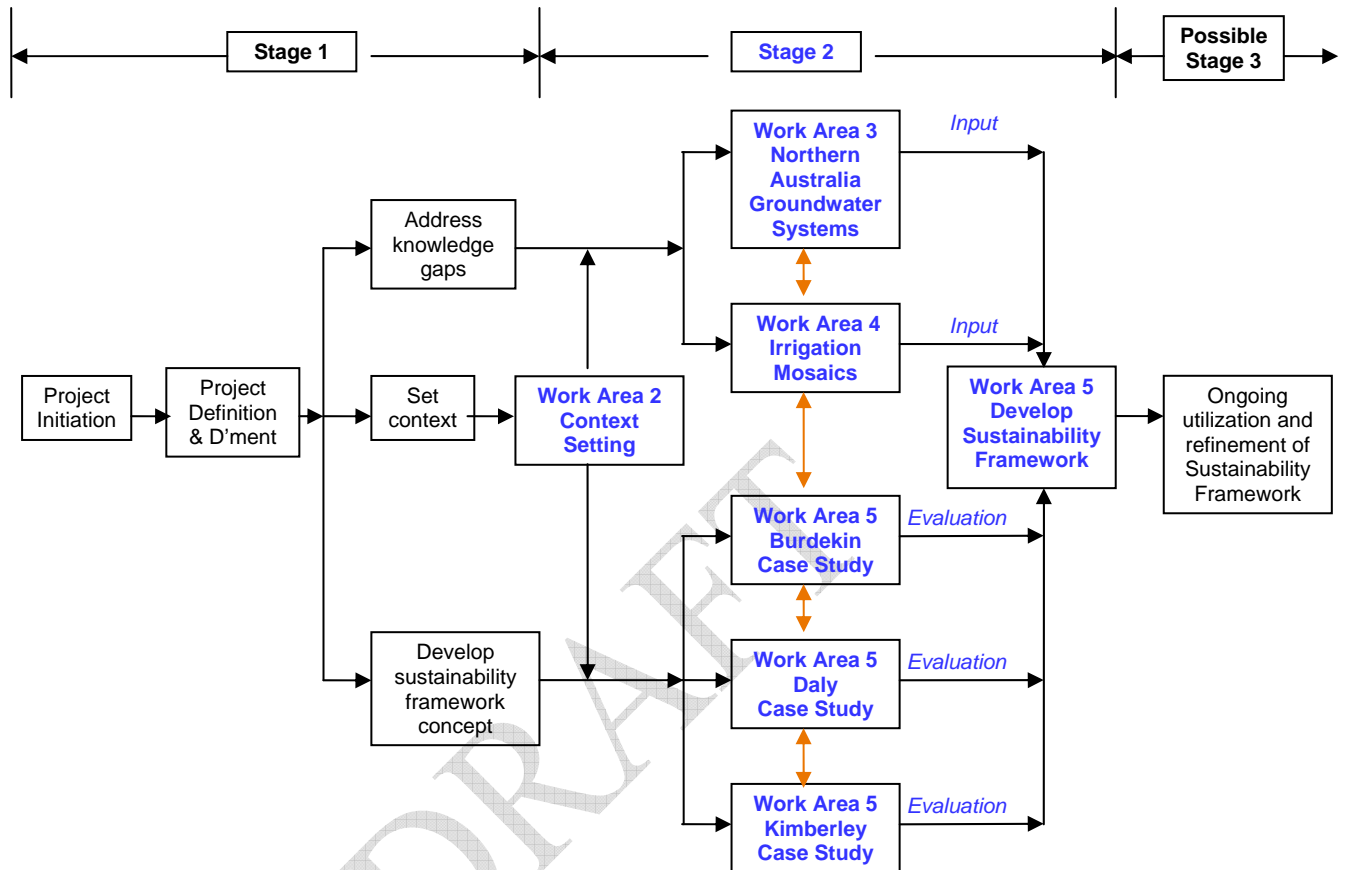 Stage 1
Stage 2
Possible
Stage 3
Work Area 3
Northern
Australia
Groundwater
Systems
Input
Address
knowledge
gaps
Work Area 4
Irrigation
Mosaics
Input
Project
Initiation
Project
Definition
& D'ment
Set
context
Work Area 2
Context
Setting
Work Area 5
Develop
Sustainability
Framework
Ongoing
utilization and
refinement of
Sustainability
Framework
Work Area 5
Burdekin
Case Study
Evaluation
Develop
sustainability
framework
concept
Work Area 5
Daly
Case Study
Evaluation
Work Area 5
Kimberley
Case Study
Evaluation
DRAFT